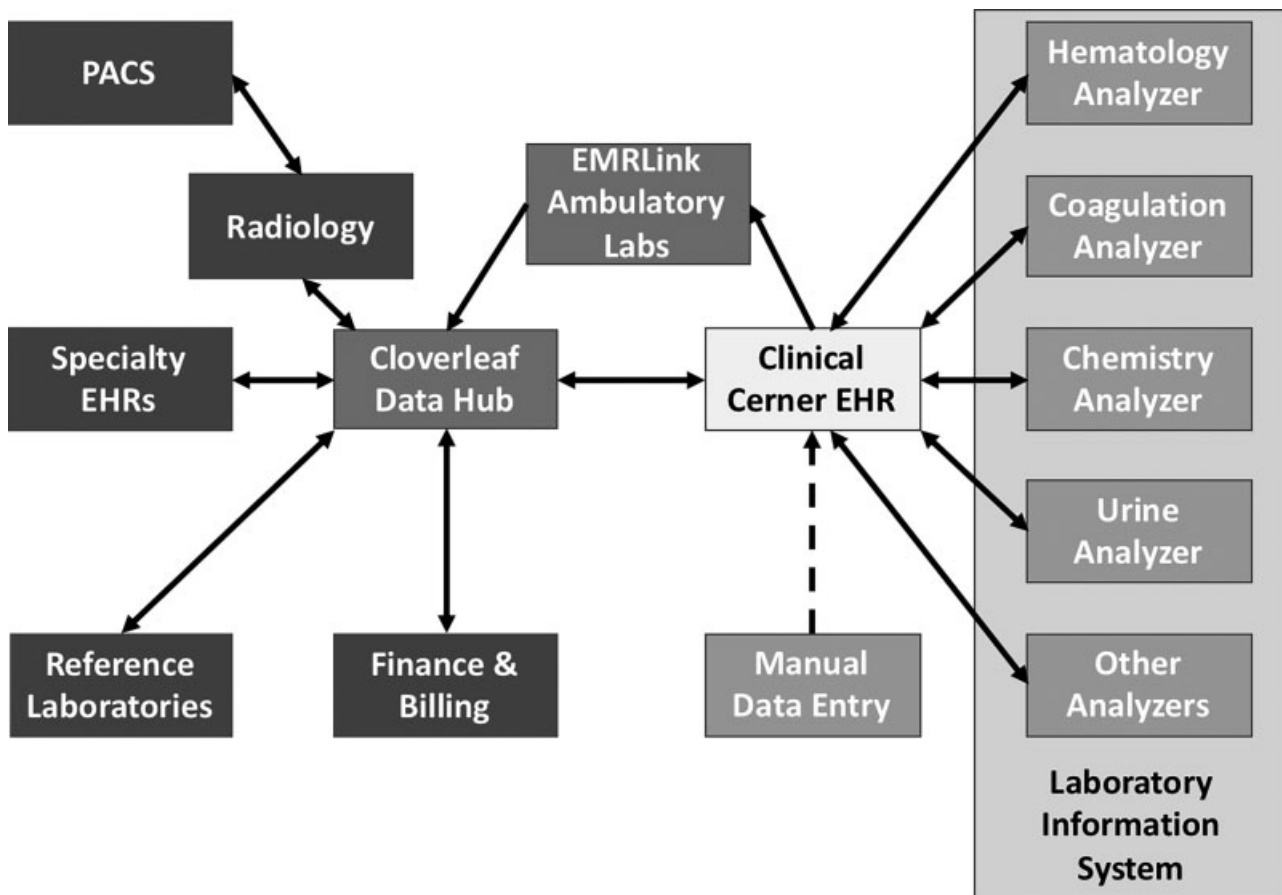 PACS
Hematology
Analyzer
EMRLink
Ambulatory
Labs
Radiology
Coagulation
Analyzer
Specialty
EHRs
Cloverleaf
Data Hub
Clinical
Cerner EHR
Chemistry
Analyzer
Urine
Analyzer
Reference
Laboratories
Finance &
Billing
Manual
Data Entry
Other
Analyzers
Laboratory
Information
System